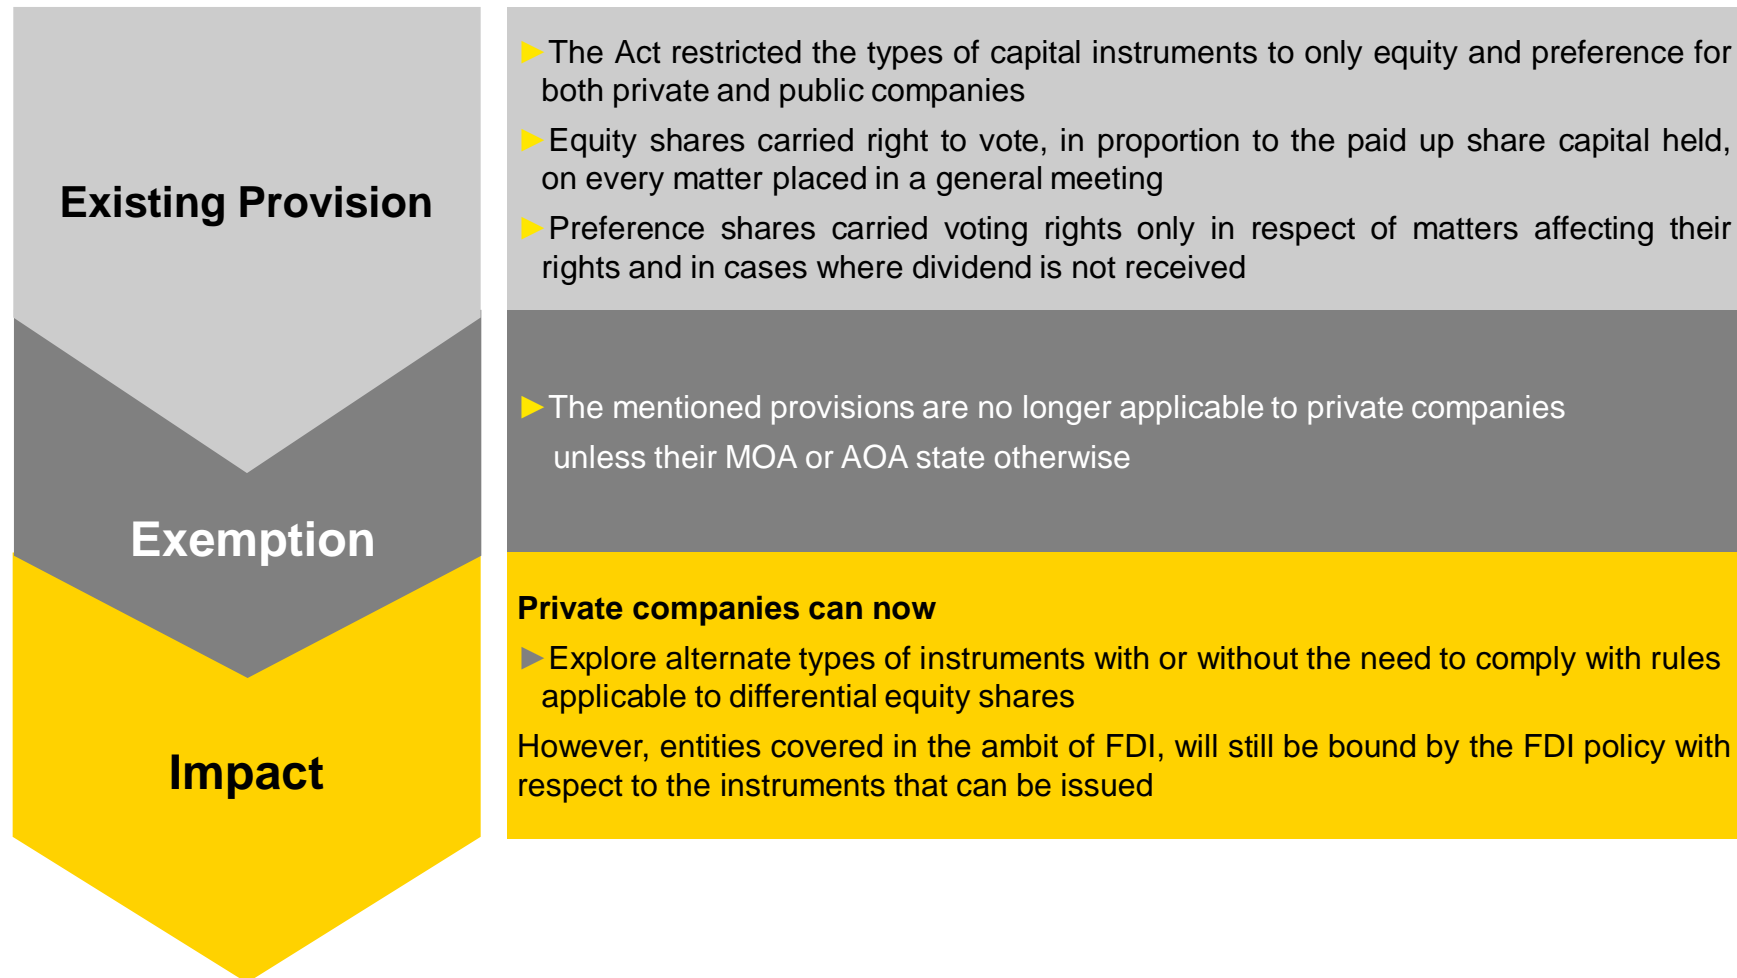 Existing Provision
►The Act restricted the types of capital instruments to only equity and preference for
both private and public companies
►Equity shares carried right to vote, in proportion to the paid up share capital held,
on every matter placed in a general meeting
►Preference shares carried voting rights only in respect of matters affecting their
rights and in cases where dividend is not received
Exemption
►The mentioned provisions are no longer applicable to private companies
unless their MOA or AOA state otherwise
Impact
Private companies can now
►Explore alternate types of instruments with or without the need to comply with rules
applicable to differential equity shares
However, entities covered in the ambit of FDI, will still be bound by the FDI policy with
respect to the instruments that can be issued